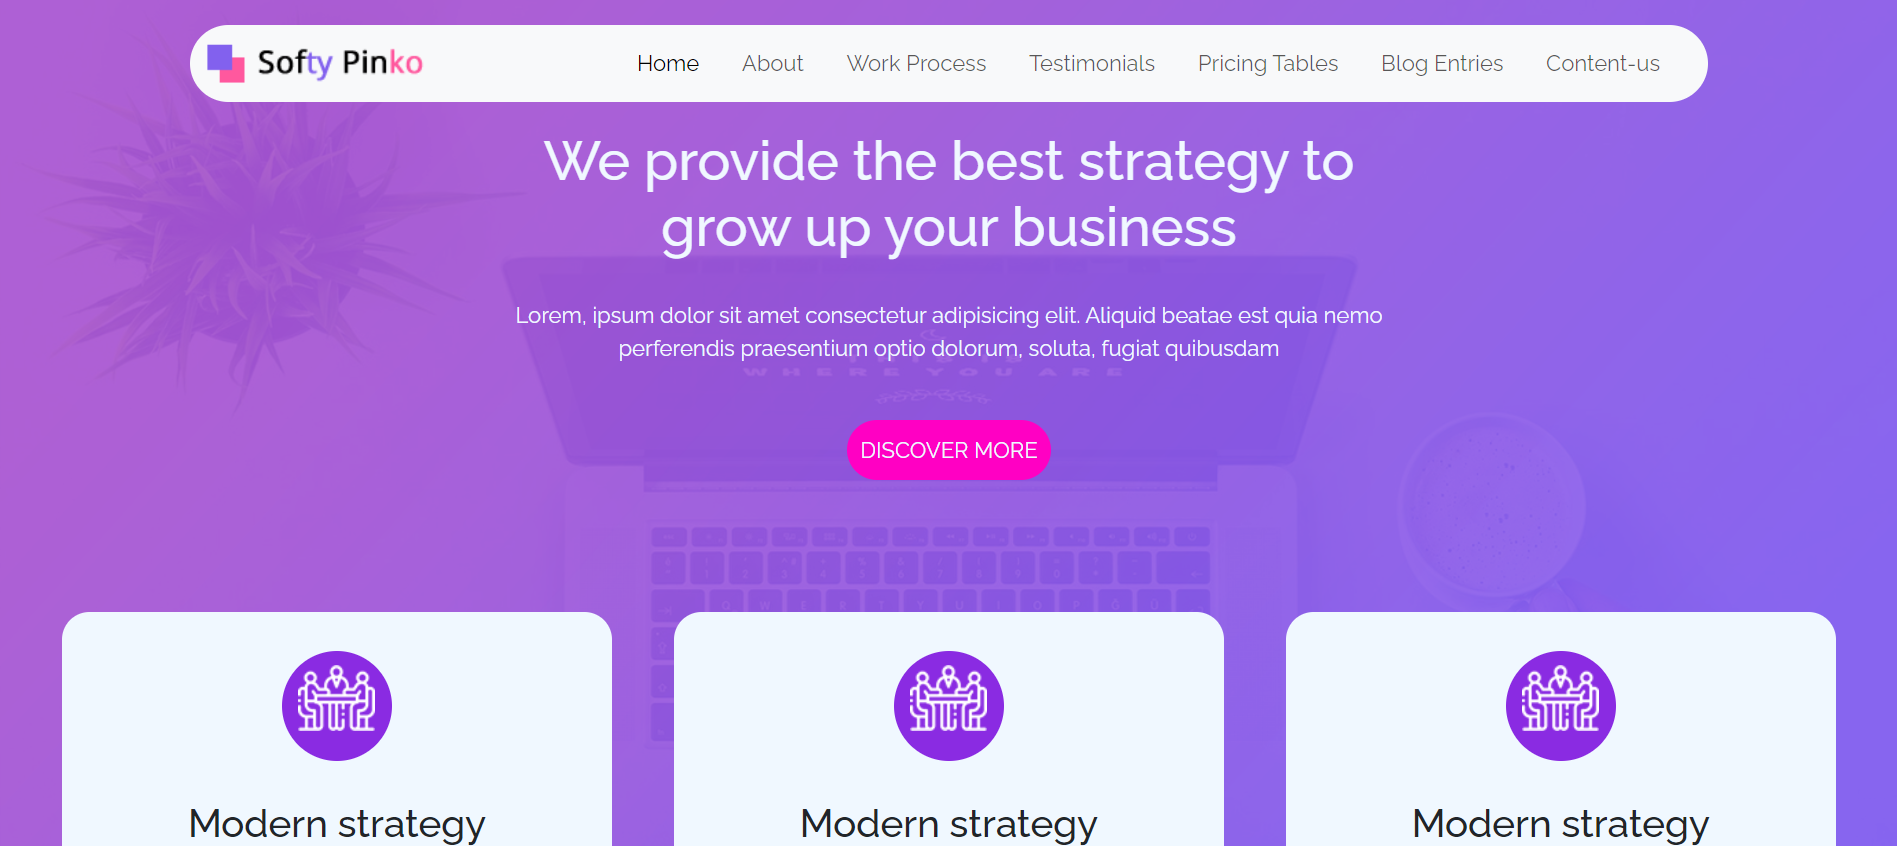 Softy Pinko
Home About Work Process Testimonials Pricing Tables Blog Entries Content-us
We provide the best strategy to
grow up your business
Lorem, ipsum dolor sit amet consectetur adipisicing elit. Aliquid beatae est quia nemo
perferendis praesentium optio dolorum, soluta, fugiat quibusdam
WHERE YOU ARE
DISCOVER MORE
Modern strategy Modern strategy Modern strategy